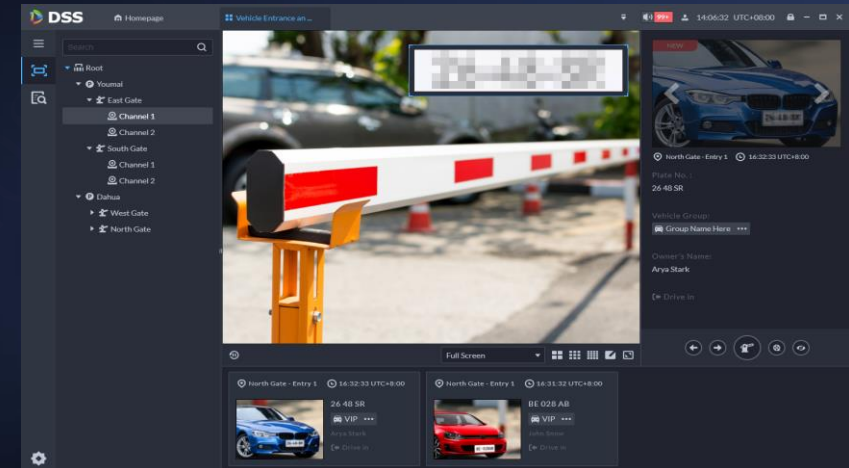 DSS
Homepage
Vehicle Entrance an ...
99+
14:06:32 UTC+08:00
Search
Root
Youmai
East Gate
Channel 1
Channel 2
South Gate
Channel 1
Channel 2
Dahua
West Gate
North Gate
NEW
North Gate - Entry 1 16:32:33 UTC+8:00
Plate No. :
26 48 SR
Vehicle Group:
Group Name Here
Owner's Name:
Arya Stark
Drive In
Full Screen
North Gate - Entry 1 16:32:33 UTC+8:00
26 48 SR
VIP
Arya Stark
Drive In
North Gate - Entry 1 16:31:32 UTC+8:00
BE 028 AB
VIP
John Snow
Drive In